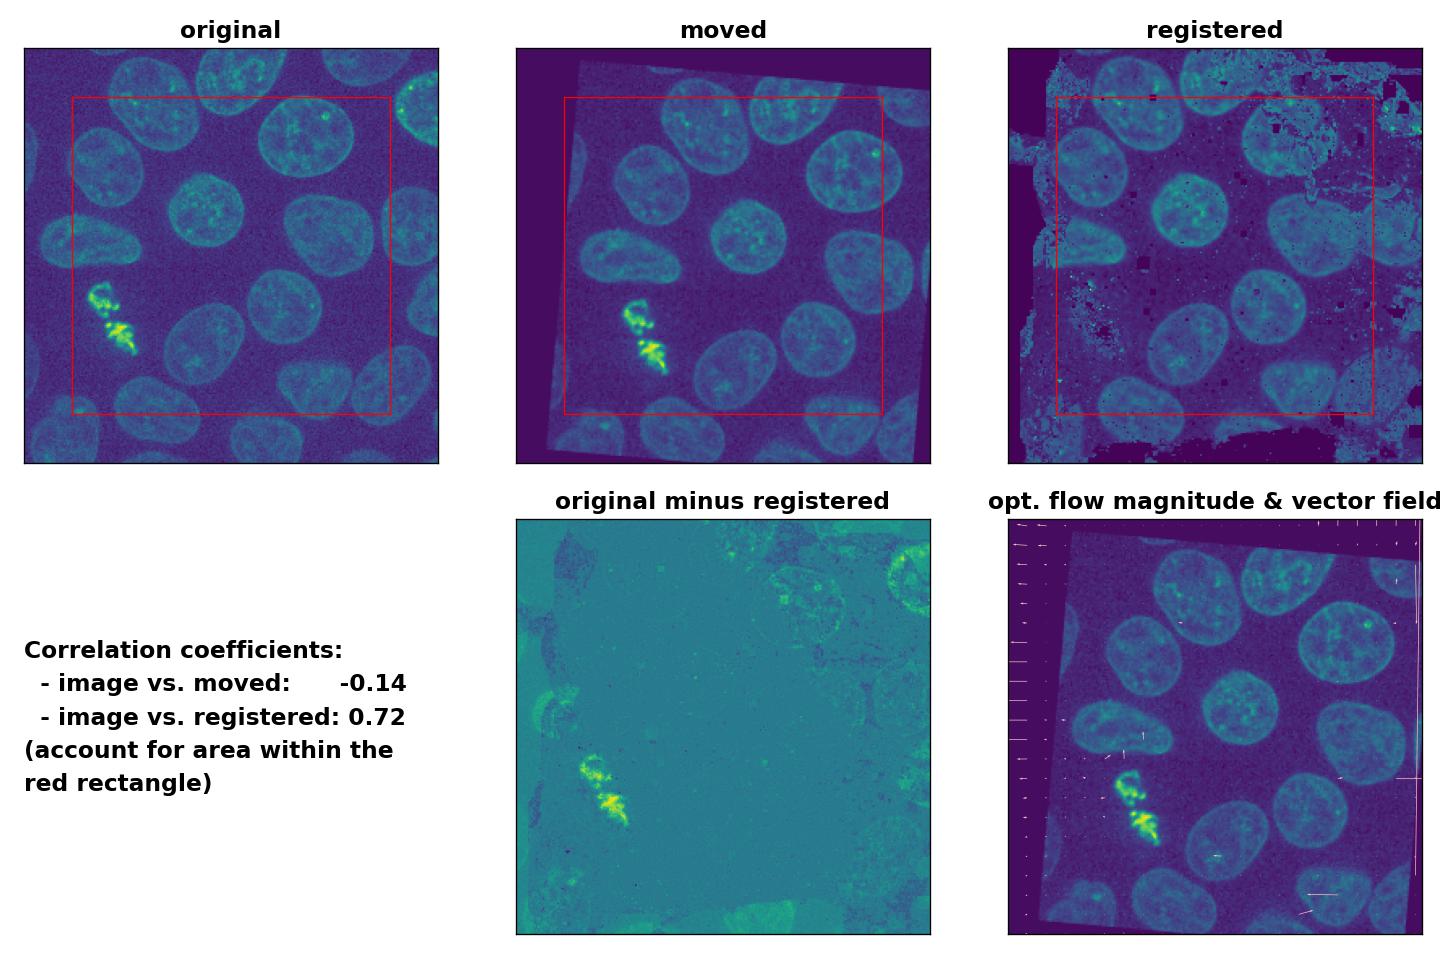 original
moved
registered
original minus registered
opt. flow magnitude & vector field
Correlation coefficients:
- image vs. moved: -0.14
- image vs. registered: 0.72
(account for area within the
red rectangle)